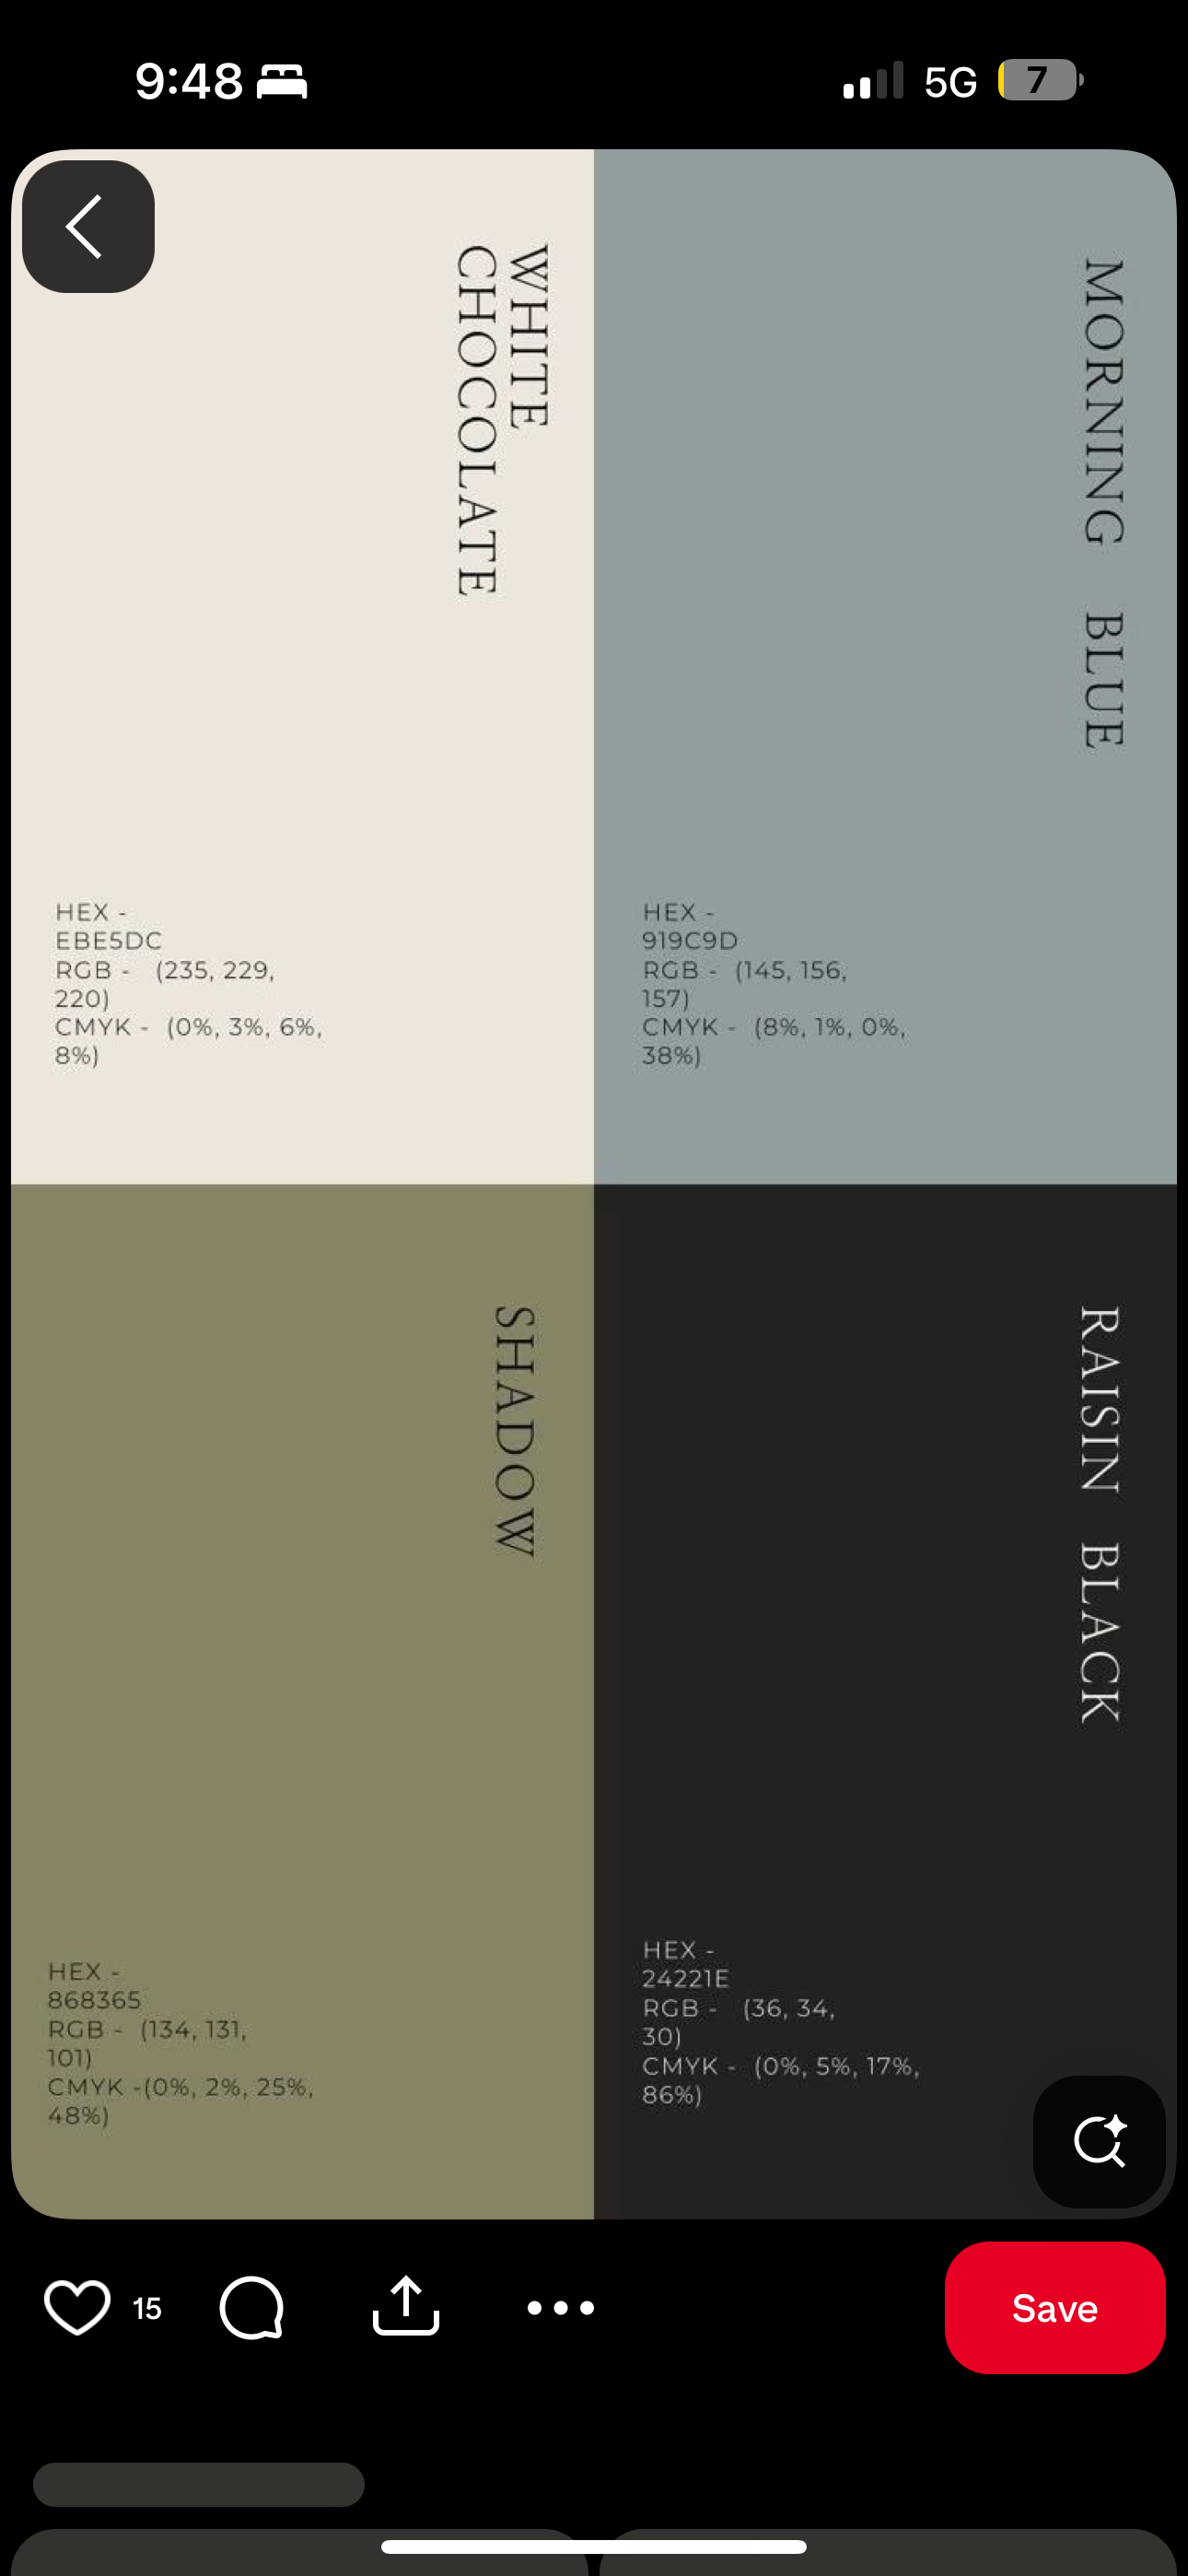 9:48
5G
7
WHITE
CHOCOLATE
HEX -
EBE5DC
RGB - (235, 229,
220)
CMYK - (0%, 3%, 6%,
8%)
MORNING BLUE
HEX -
919C9D
RGB - (145, 156,
157)
CMYK - (8%, 1%, 0%,
38%)
SHADOW
HEX -
868365
RGB - (134, 131,
101)
CMYK -(0%, 2%, 25%,
48%)
RAISIN BLACK
HEX -
24221E
RGB - (36, 34,
30)
CMYK - (0%, 5%, 17%,
86%)
15
Save